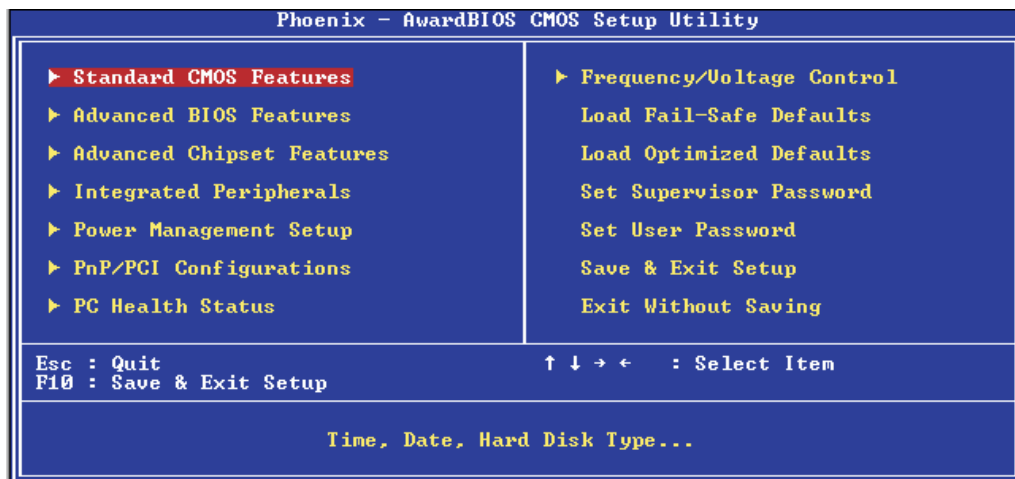 Phoenix - AwardBIOS CMOS Setup Utility
▶ Standard CMOS Features
▶ Advanced BIOS Features
▶ Advanced Chipset Features
▶ Integrated Peripherals
▶ Power Management Setup
▶ PnP/PCI Configurations
▶ PC Health Status
▶ Frequency/Voltage Control
Load Fail-Safe Defaults
Load Optimized Defaults
Set Supervisor Password
Set User Password
Save & Exit Setup
Exit Without Saving
Esc : Quit
F10 : Save & Exit Setup
↑ ↓ → ← : Select Item
Time, Date, Hard Disk Type...